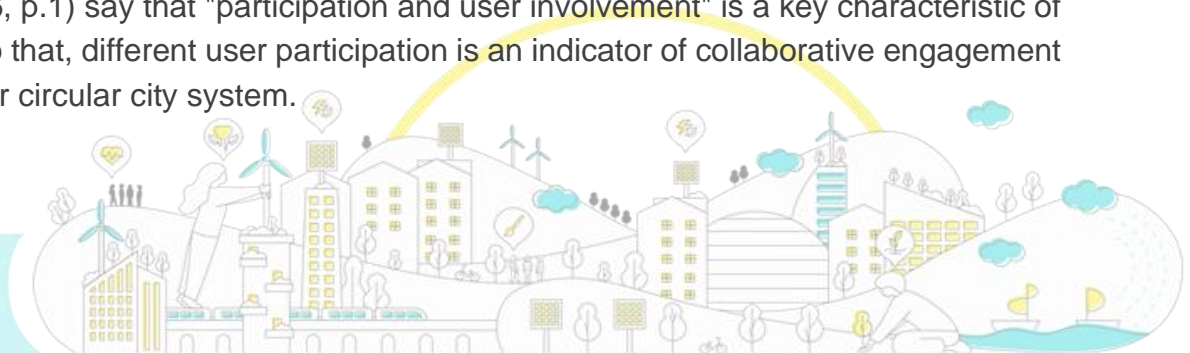 p.1) say that "participation and user involvement" is a key characteristic of
that, different user participation is an indicator of collaborative engagement
circular city system.